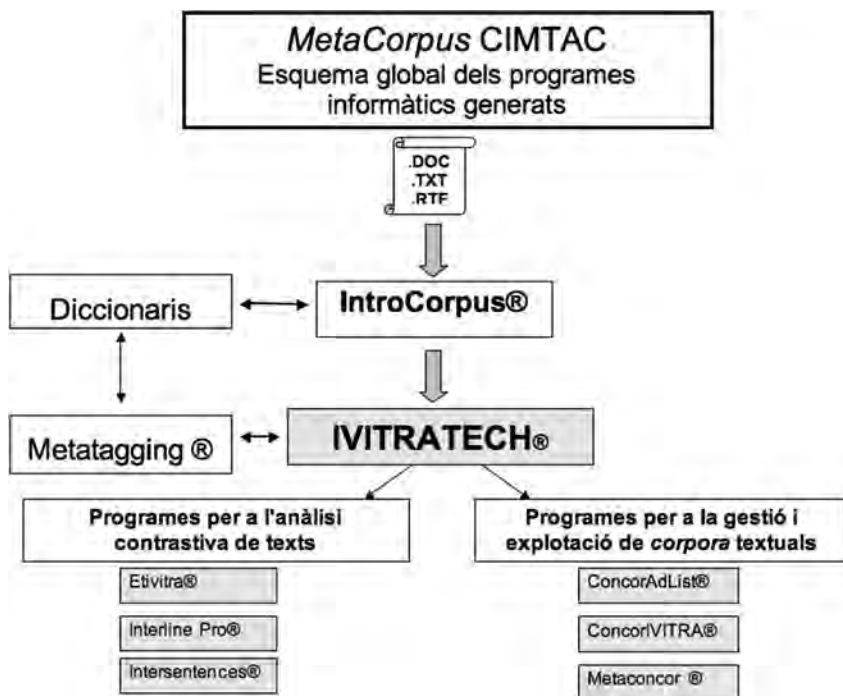 MetaCorpus CIMTAC
Esquema global dels programes
informàtics generats
.DOC
.TXT
.RTF
Diccionaris
IntroCorpus®
Metatagging ®
IVITRATECH®
Programes per a l'anàlisi
contrastiva de texts
Programes per a la gestió i
explotació de corpora textuals
Etivitra®
Interline Pro®
Intersentences®
ConcorAdList®
ConcorIVITRA®
Metaconcor ®